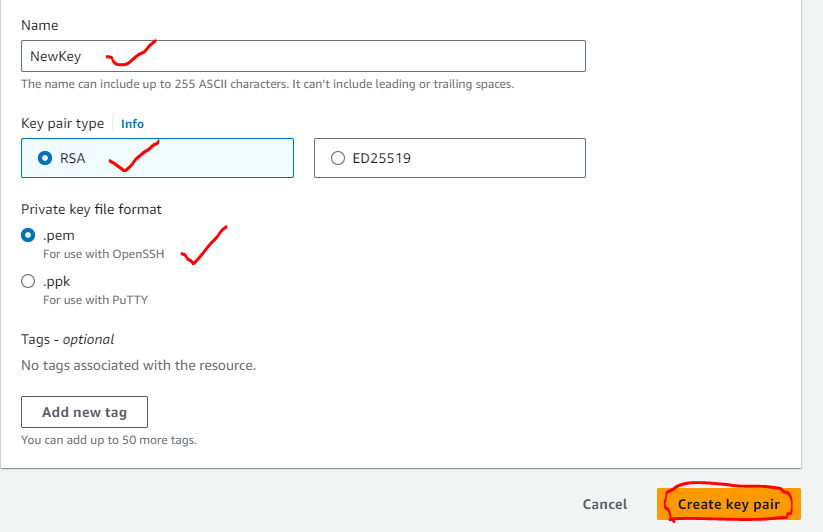 Name
NewKey
The name can include up to 255 ASCII characters. It can't include leading or trailing spaces.
Key pair type Info
RSA ED25519
Private key file format
.pem
For use with OpenSSH
.ppk
For use with PuTTY
Tags - optional
No tags associated with the resource.
Add new tag
You can add up to 50 more tags.
Cancel Create key pair